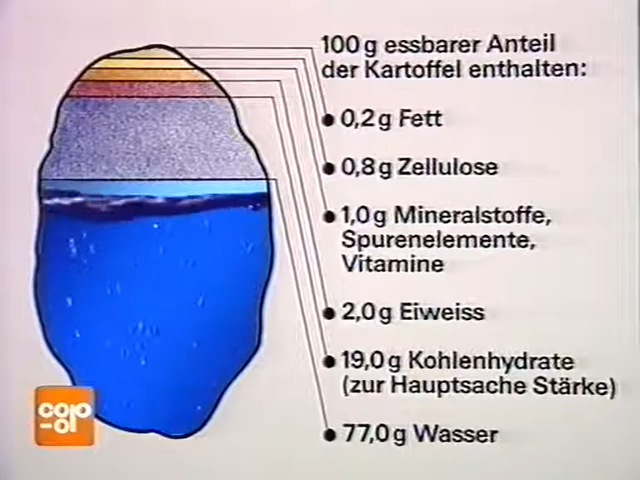 100 g essbarer Anteil
der Kartoffel enthalten:
● 0,2 g Fett
● 0,8 g Zellulose
● 1,0 g Mineralstoffe,
Spurenelemente,
Vitamine
● 2,0 g Eiweiss
● 19,0 g Kohlenhydrate
(zur Hauptsache Stärke)
● 77,0 g Wasser